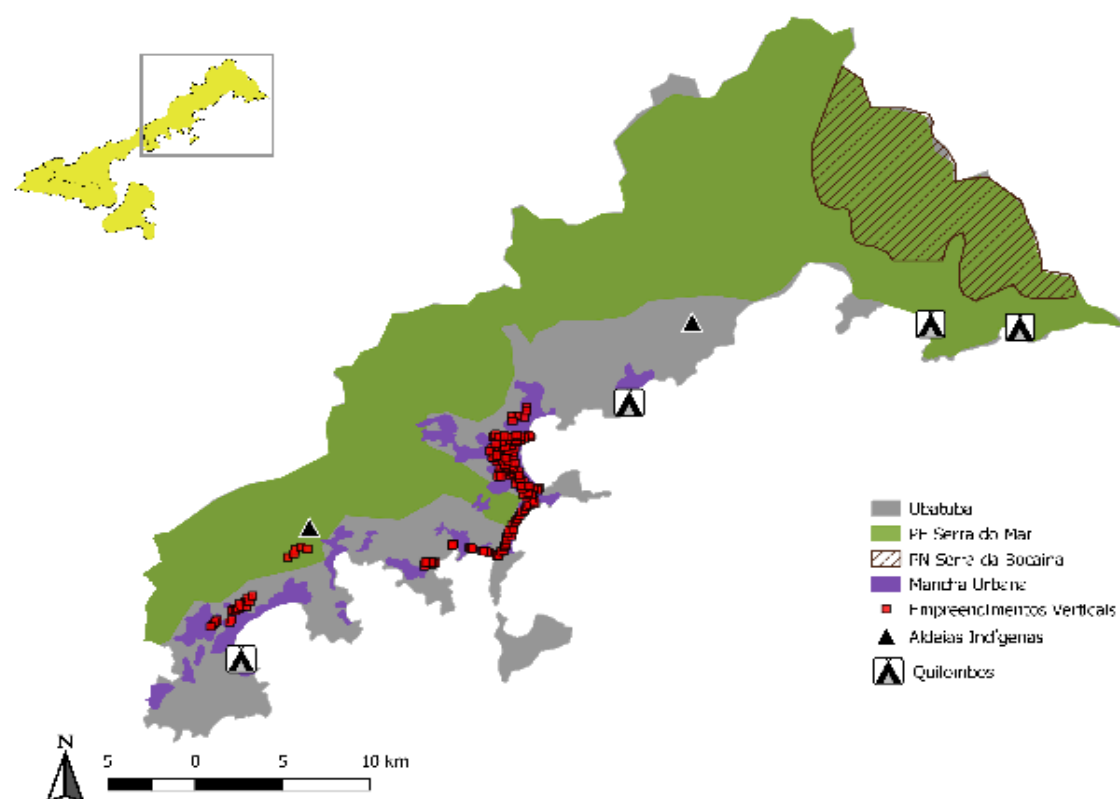 Ubatuba
PE Serra do Mar
PN Serra da Bocaina
Mancha Urbana
Empreendimentos Verticais
Aldeias Indígenas
Quilombos
N
5 0 5 10 km